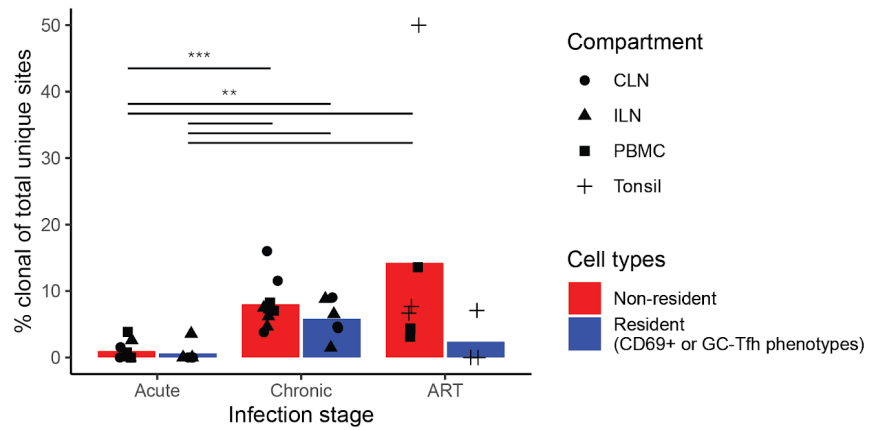 50
40
30
20
10
0
% clonal of total unique sites
***
**
Acute
Chronic
ART
Infection stage
Compartment
CLN
ILN
PBMC
Tonsil
Cell types
Non-resident
Resident
(CD69+ or GC-Tfh phenotypes)